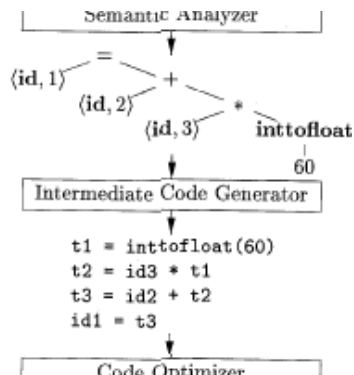 Semantic Analyzer
=
⟨id, 1⟩ +
⟨id, 2⟩ *
⟨id, 3⟩ inttofloat
60
Intermediate Code Generator
t1 = inttofloat(60)
t2 = id3 * t1
t3 = id2 + t2
id1 = t3
Code Optimizer